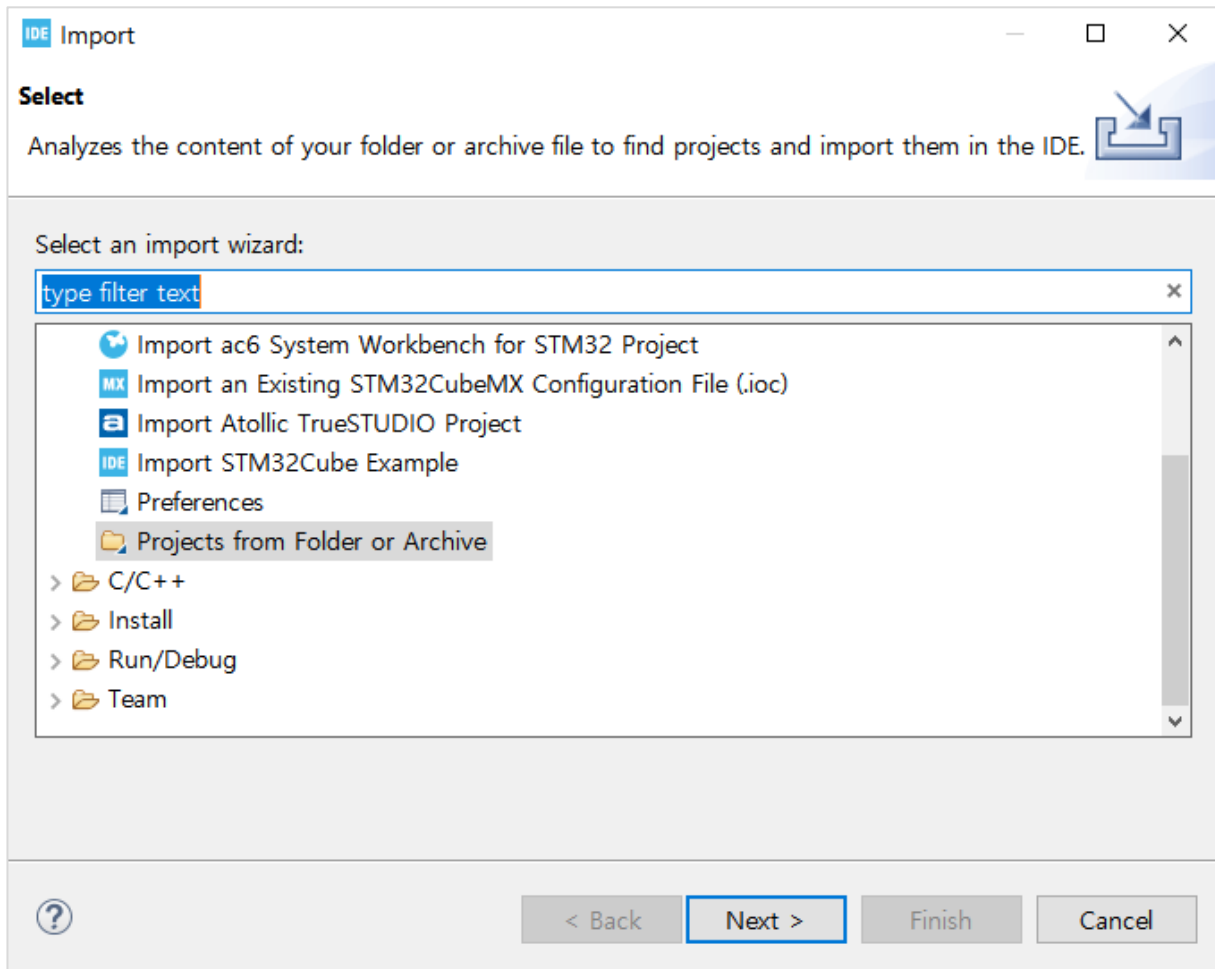 IDE Import
Select
Analyzes the content of your folder or archive file to find projects and import them in the IDE.
Select an import wizard:
type filter text
Import ac6 System Workbench for STM32 Project
MX Import an Existing STM32CubeMX Configuration File (.ioc)
a Import Atollic TrueSTUDIO Project
IDE Import STM32Cube Example
Preferences
Projects from Folder or Archive
C/C++
Install
Run/Debug
Team
? < Back Next > Finish Cancel